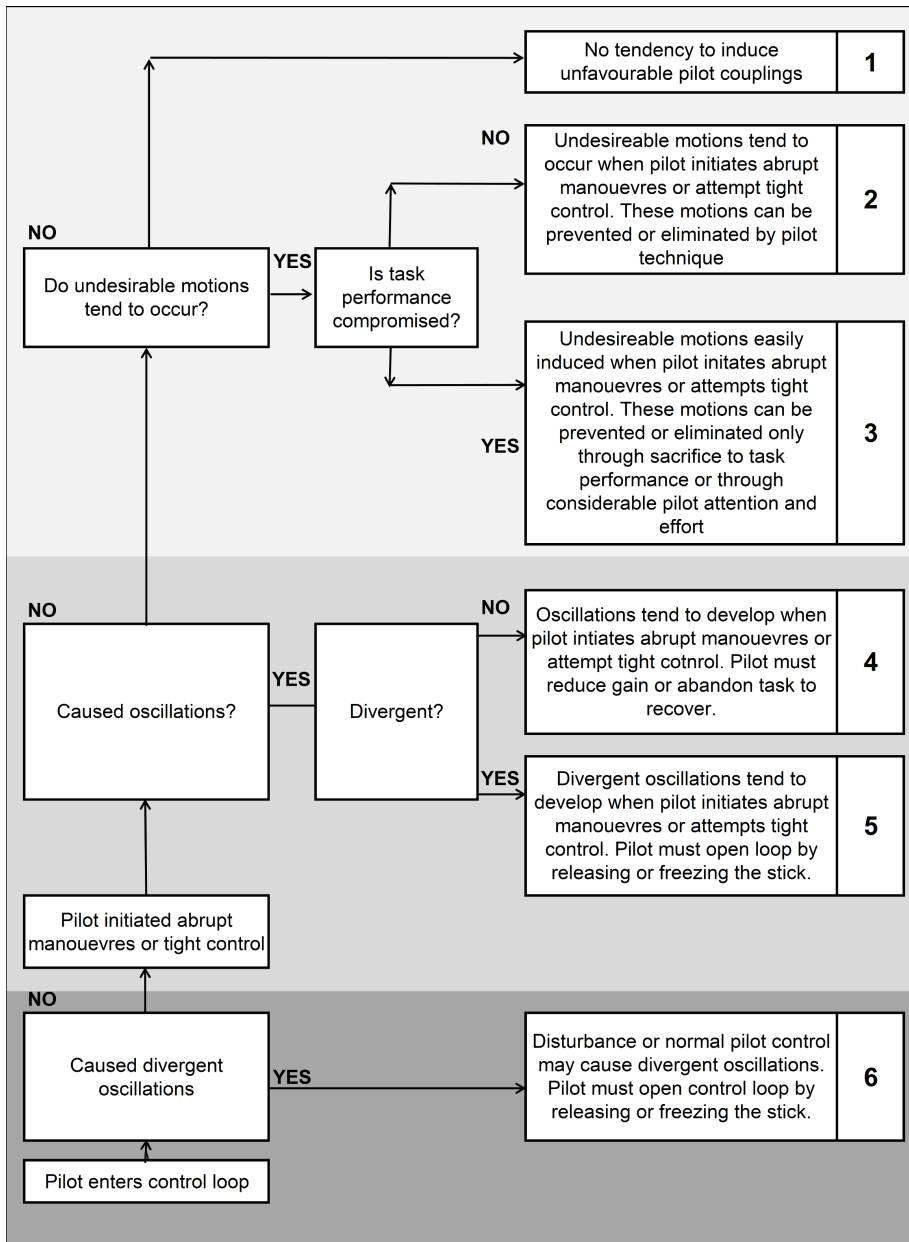 No tendency to induce
unfavourable pilot couplings
1
NO
Undesireable motions tend to
occur when pilot initiates abrupt
manouevres or attempt tight
control. These motions can be
prevented or eliminated by pilot
technique
2
NO
Do undesirable motions
tend to occur?
YES
Is task
performance
compromised?
Undesireable motions easily
induced when pilot initates abrupt
manouevres or attempts tight
control. These motions can be
prevented or eliminated only
through sacrifice to task
performance or through
considerable pilot attention and
effort
3
YES
NO
Caused oscillations?
YES
Divergent?
NO
Oscillations tend to develop when
pilot intiates abrupt manouevres or
attempt tight cotnrol. Pilot must
reduce gain or abandon task to
recover.
4
YES
Divergent oscillations tend to
develop when pilot initiates abrupt
manouevres or attempts tight
control. Pilot must open loop by
releasing or freezing the stick.
5
Pilot initiated abrupt
manouevres or tight control
NO
Caused divergent
oscillations
YES
Disturbance or normal pilot control
may cause divergent oscillations.
Pilot must open control loop by
releasing or freezing the stick.
6
Pilot enters control loop